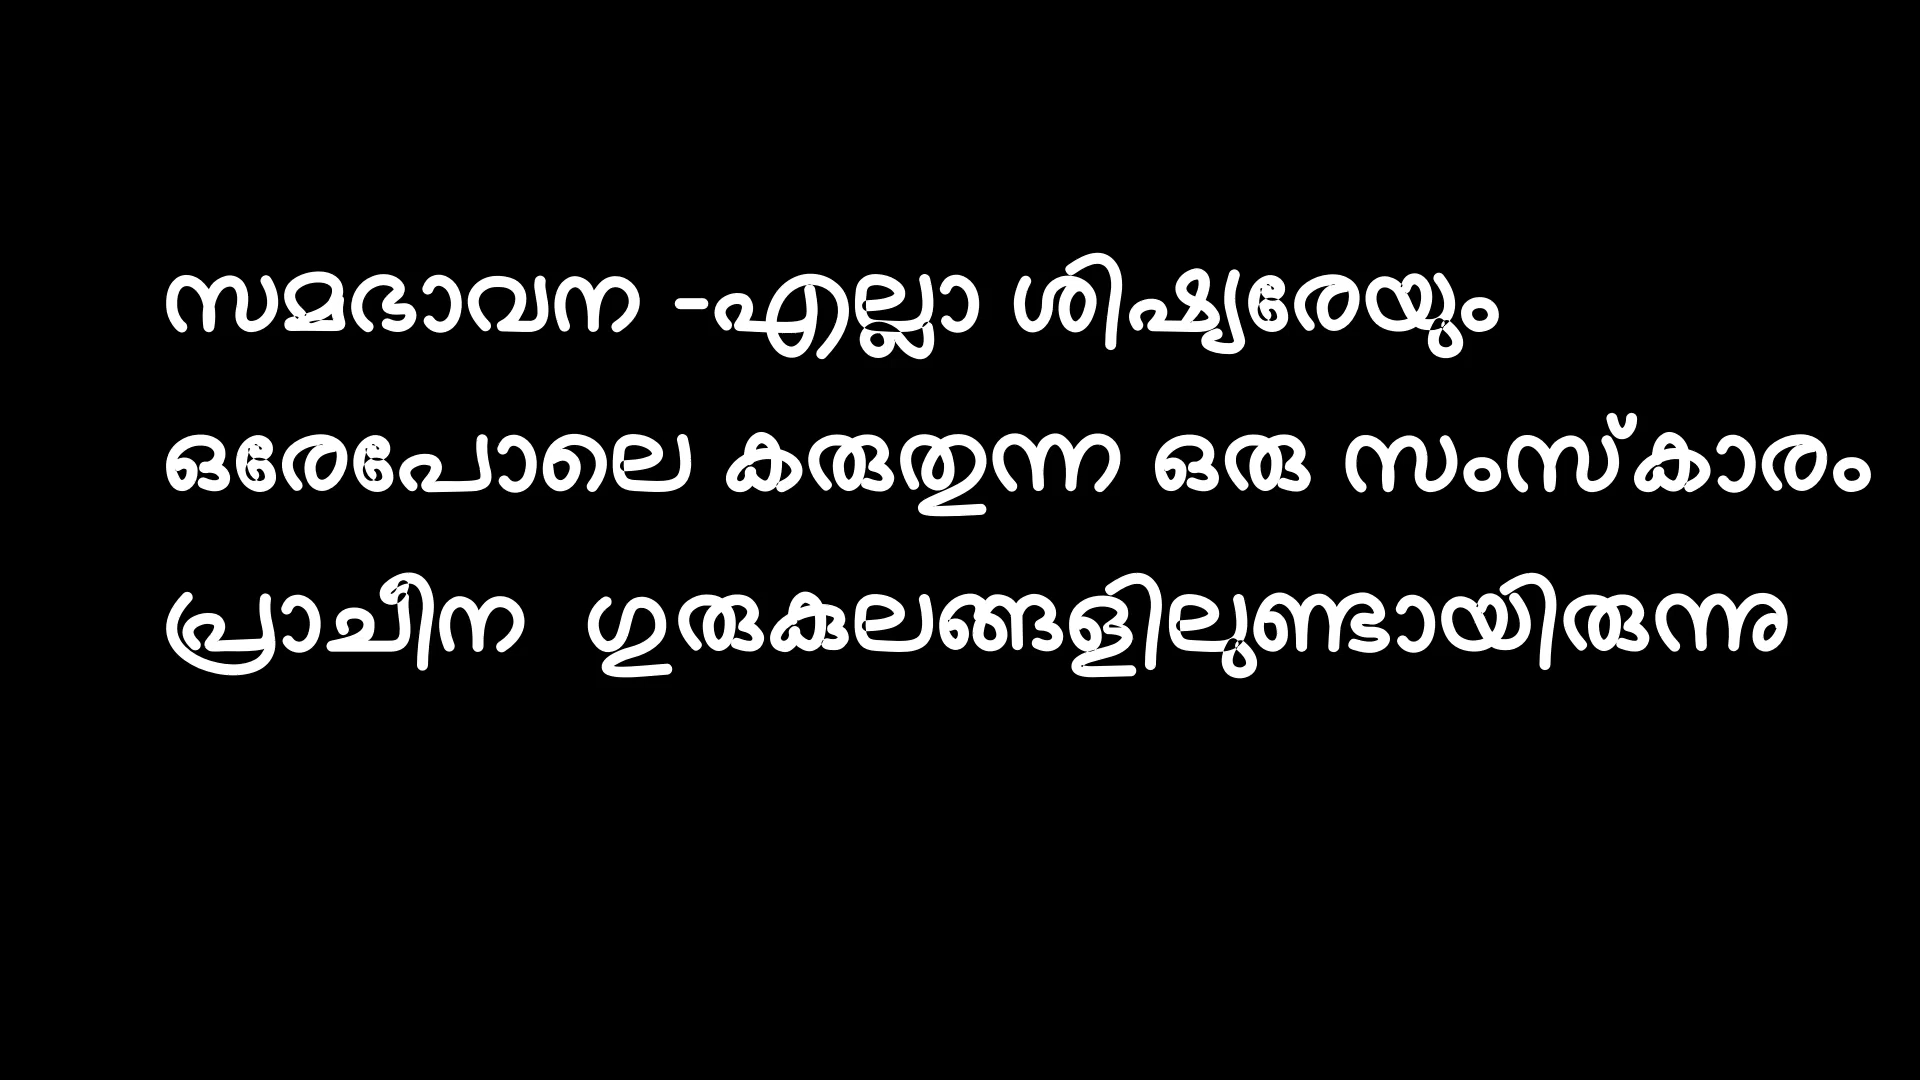 സമഭാവന -എല്ലാ ശിഷ്യരേയും
ഒരേപോലെ കരുതുന്ന ഒരു സംസ്കാരം
പ്രാചീന ഗുരുകുലങ്ങളിലുണ്ടായിരുന്നു